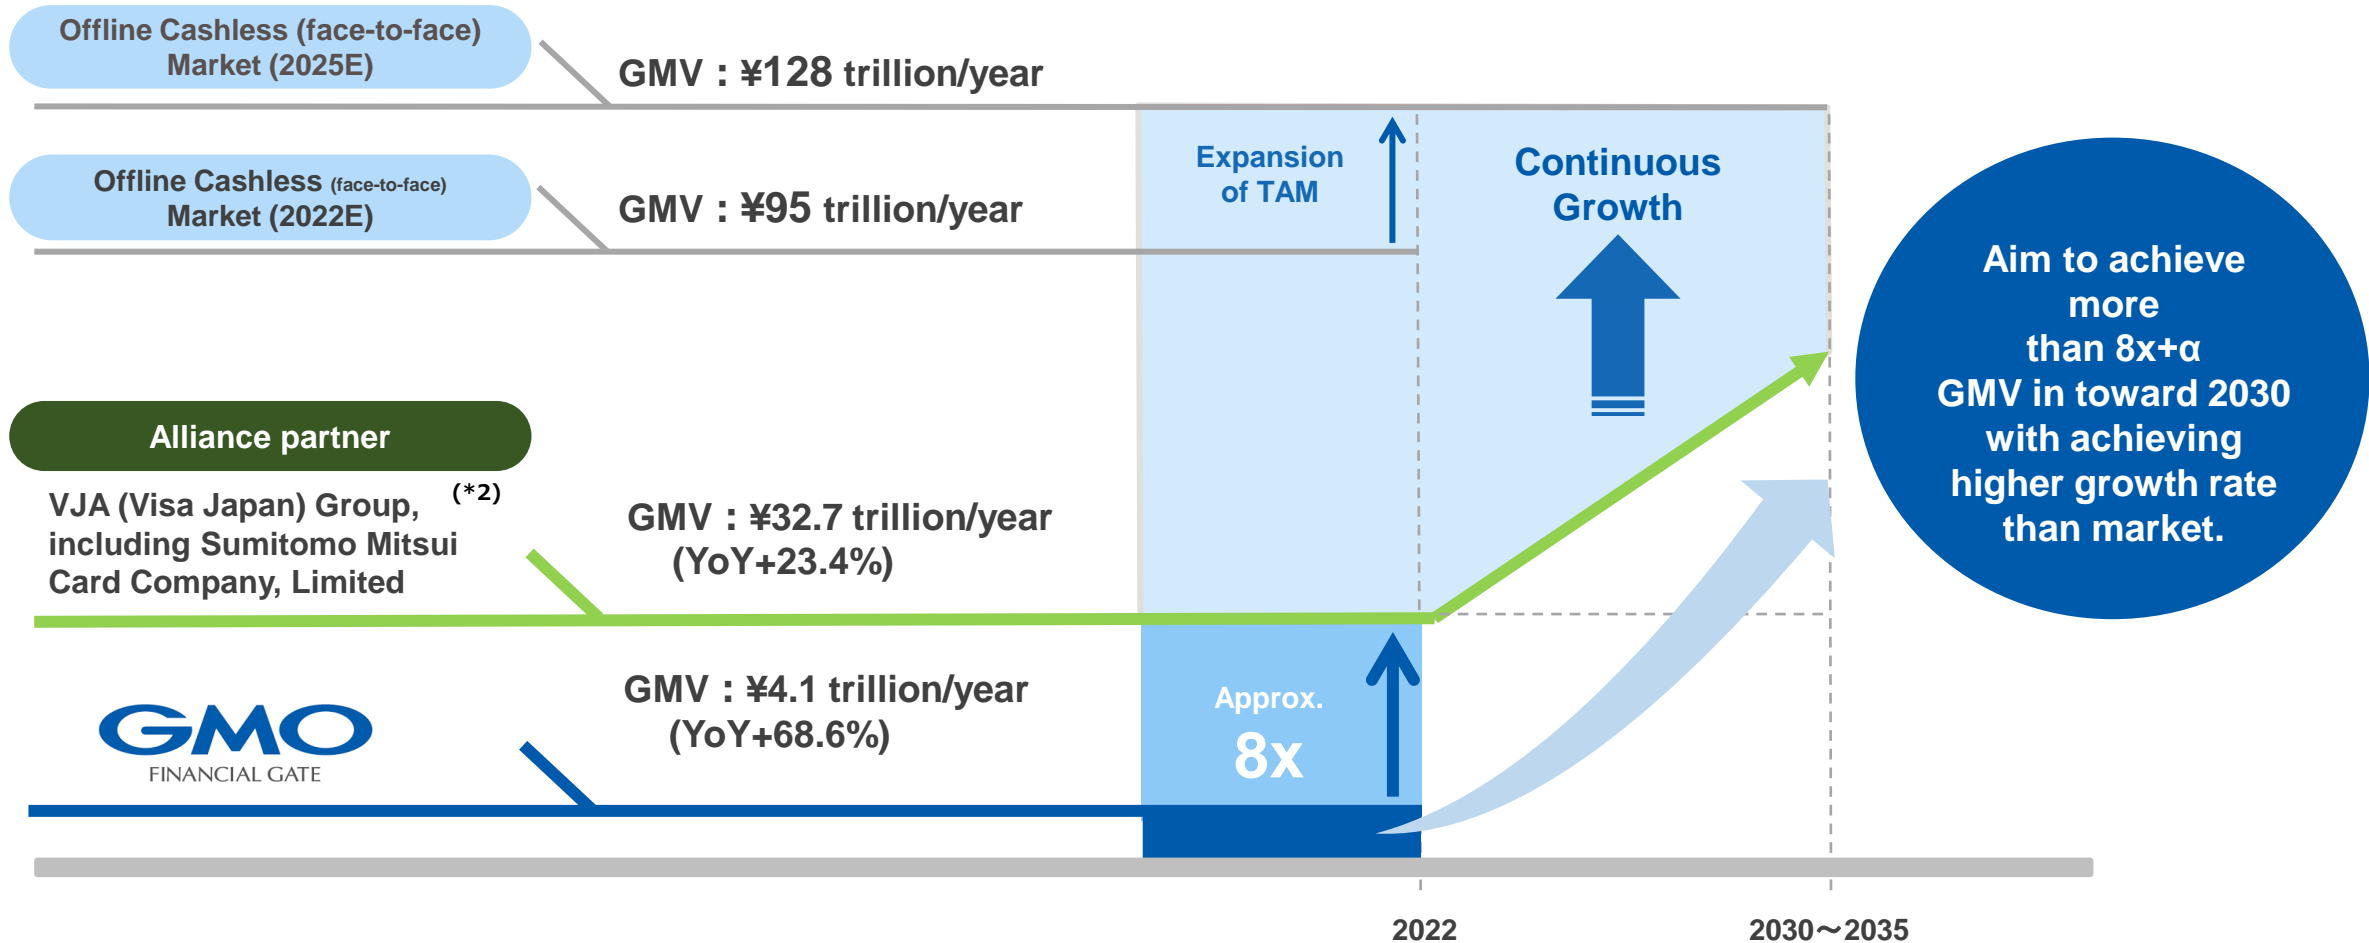 Offline Cashless (face-to-face)
Market (2025E)
GMV：¥128 trillion/year
Offline Cashless (face-to-face)
Market (2022E)
GMV：¥95 trillion/year
Expansion
of TAM
Continuous
Growth
Aim to achieve
more
than 8x+α
GMV in toward 2030
with achieving
higher growth rate
than market.
Alliance partner
VJA (Visa Japan) Group, (*2)
including Sumitomo Mitsui
Card Company, Limited
GMV：¥32.7 trillion/year
(YoY+23.4%)
GMO
FINANCIAL GATE
GMV：¥4.1 trillion/year
(YoY+68.6%)
Approx.
8x
2022
2030～2035